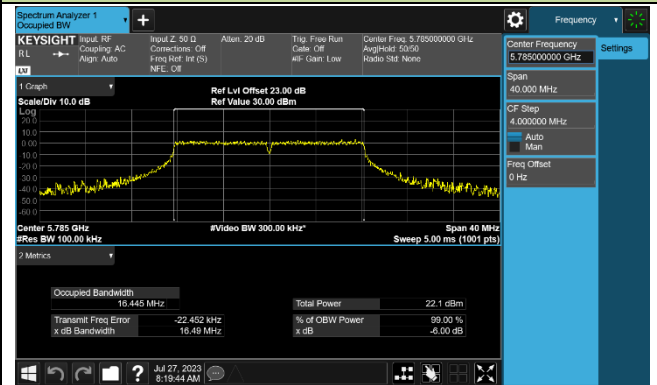 Spectrum Analyzer 1
Occupied BW
Frequency
KEYSIGHT
RL
LXI
Input: RF
Coupling: AC
Align: Auto
Input Z: 50 Ω
Corrections: Off
Freq Ref: Int (S)
NFE: Off
Atten: 20 dB
Trig: Free Run
Gate: Off
#IF Gain: Low
Center Freq: 5.785000000 GHz
Avg|Hold: 50/50
Radio Std: None
Center Frequency
5.785000000 GHz
Settings
Span
40.000 MHz
CF Step
4.000000 MHz
Auto
Man
Freq Offset
0 Hz
1 Graph
Scale/Div 10.0 dB
Ref Lvl Offset 23.00 dB
Ref Value 30.00 dBm
Log
20.0
10.0
0.00
-10.0
-20.0
-30.0
-40.0
-50.0
-60.0
Center 5.785 GHz
#Res BW 100.00 kHz
#Video BW 300.00 kHz*
Span 40 MHz
Sweep 5.00 ms (1001 pts)
2 Metrics
Occupied Bandwidth
16.445 MHz
Total Power 22.1 dBm
Transmit Freq Error -22.452 kHz
% of OBW Power 99.00 %
x dB Bandwidth 16.49 MHz
x dB -6.00 dB
?
Jul 27, 2023
8:19:44 AM